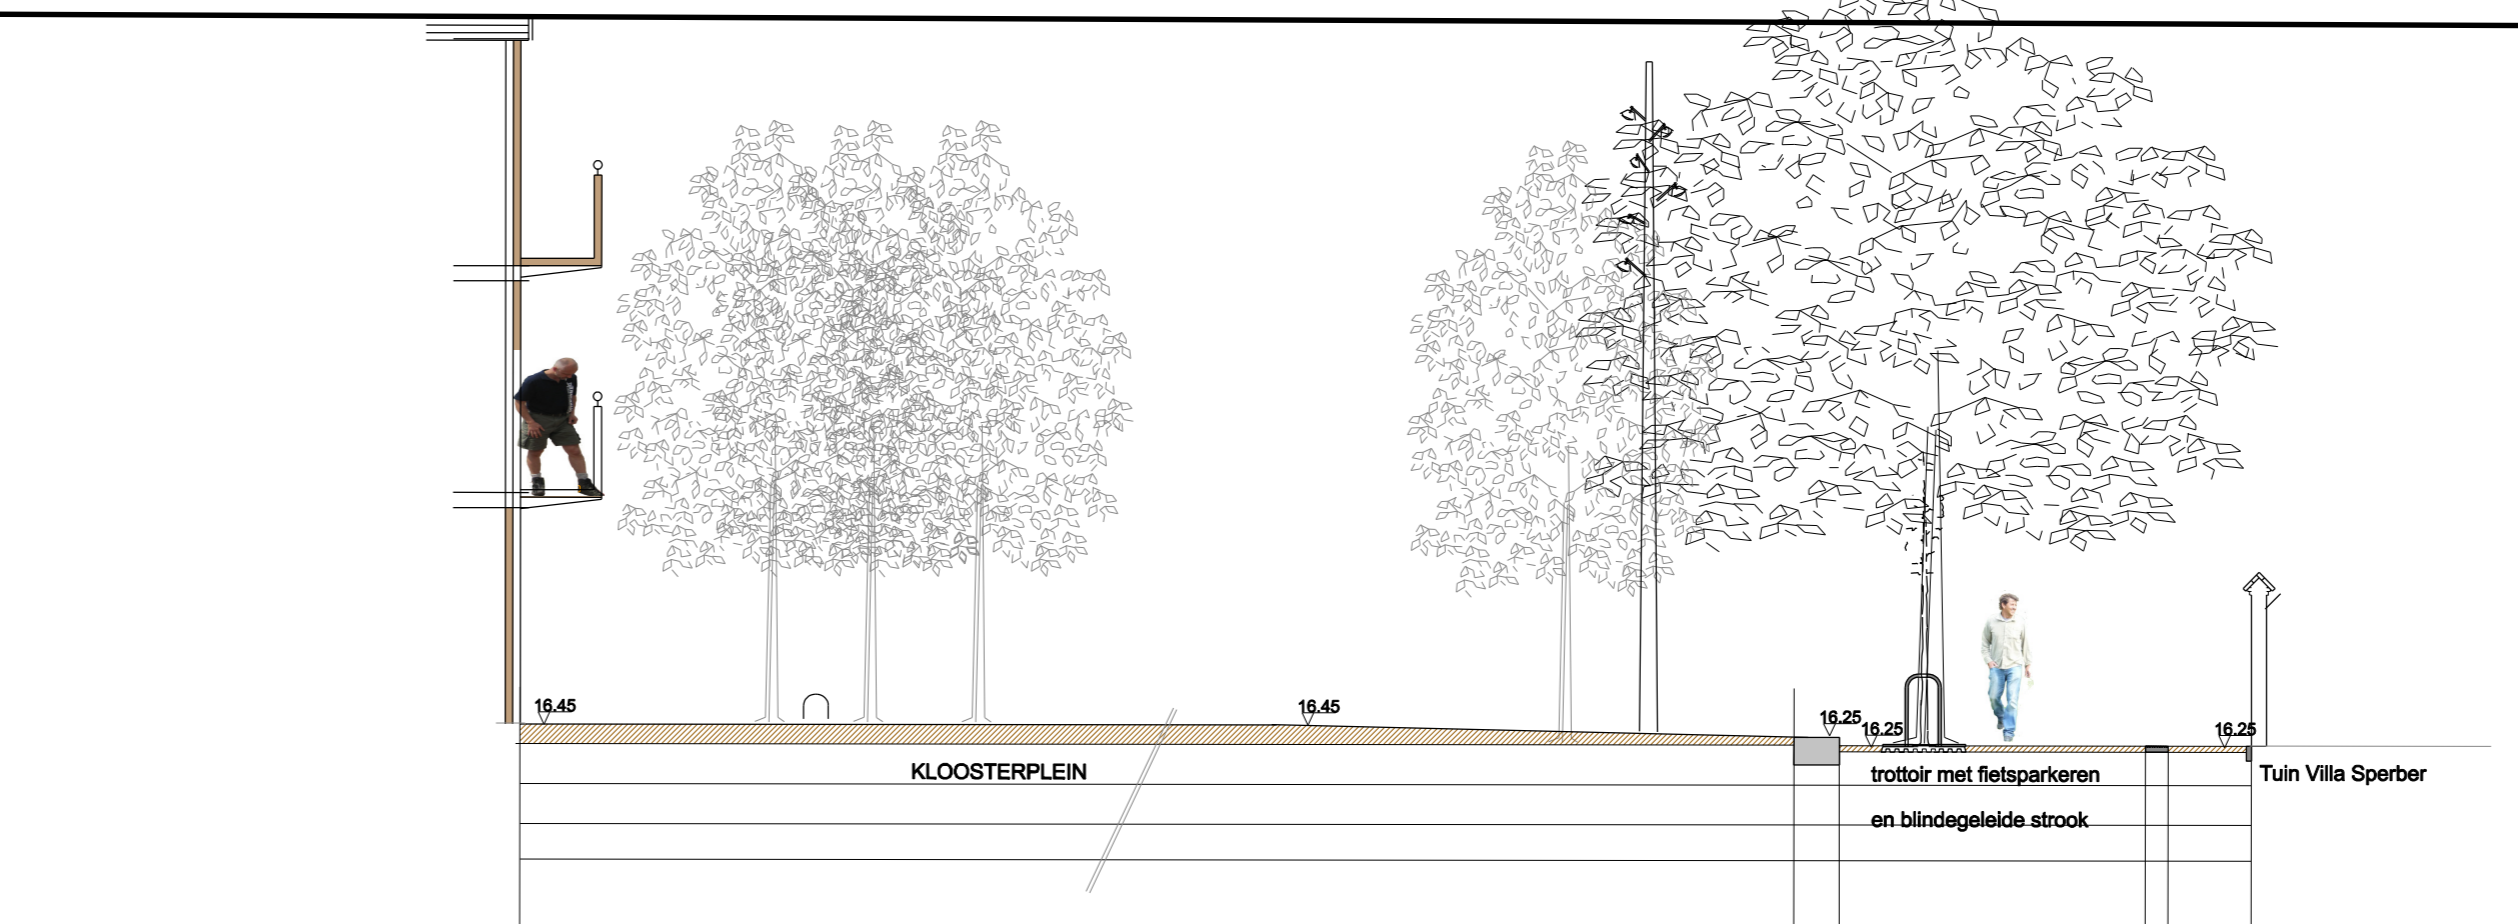 16.45
16.45
16.25
16.25
16.25
KLOOSTERPLEIN
trottoir met fietsparkeren
en blindegeleide strook
Tuin Villa Sperber